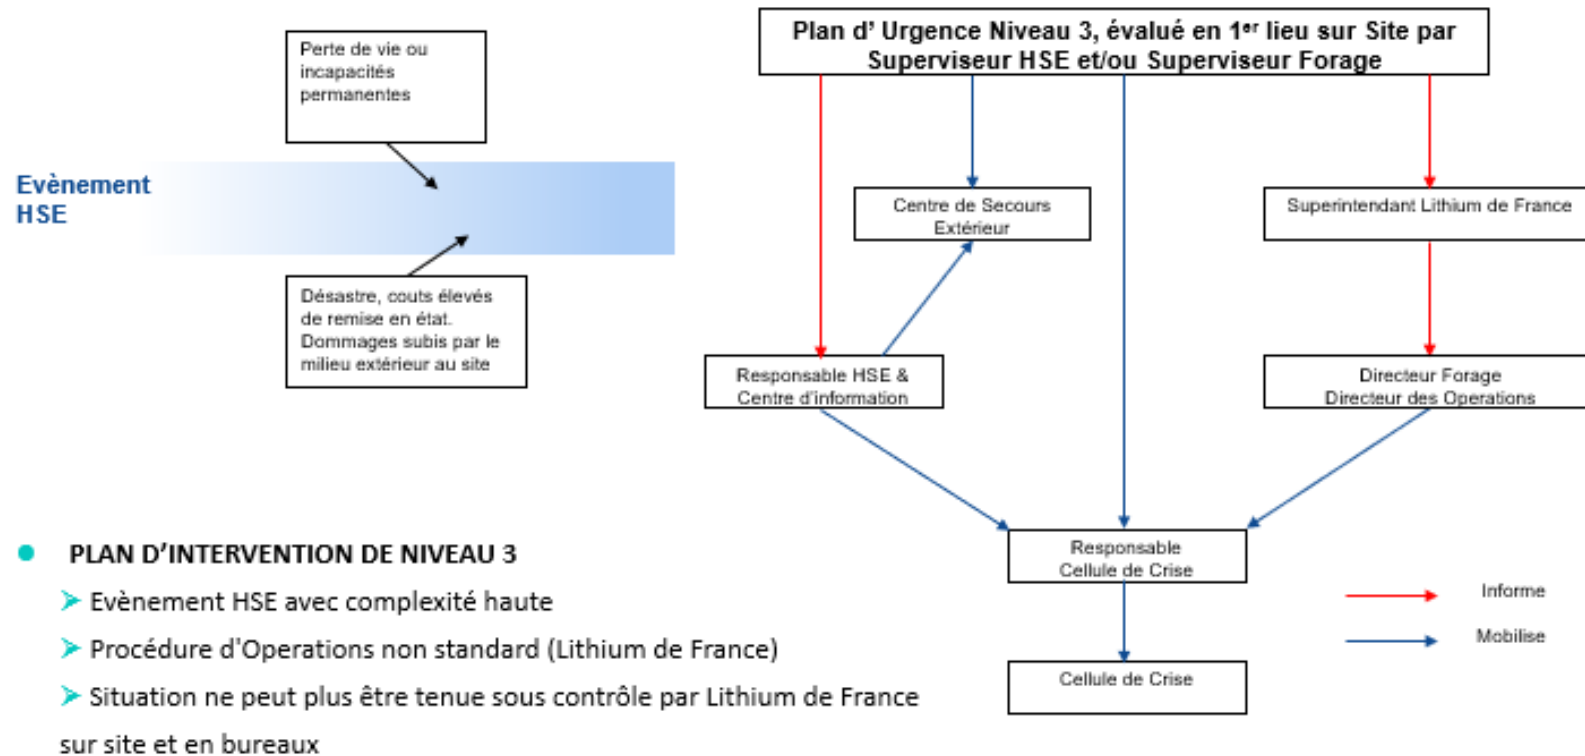 Plan d' Urgence Niveau 3, évalué en 1er lieu sur Site par
Superviseur HSE et/ou Superviseur Forage
Perte de vie ou
incapacités
permanentes
Evènement
HSE
Centre de Secours
Extérieur
Superintendant Lithium de France
Désastre, couts élevés
de remise en état.
Dommages subis par le
milieu extérieur au site
Responsable HSE &
Centre d'information
Directeur Forage
Directeur des Operations
Responsable
Cellule de Crise
Informe
Mobilise
Cellule de Crise
● PLAN D'INTERVENTION DE NIVEAU 3
➤ Evènement HSE avec complexité haute
➤ Procédure d'Operations non standard (Lithium de France)
➤ Situation ne peut plus être tenue sous contrôle par Lithium de France
sur site et en bureaux